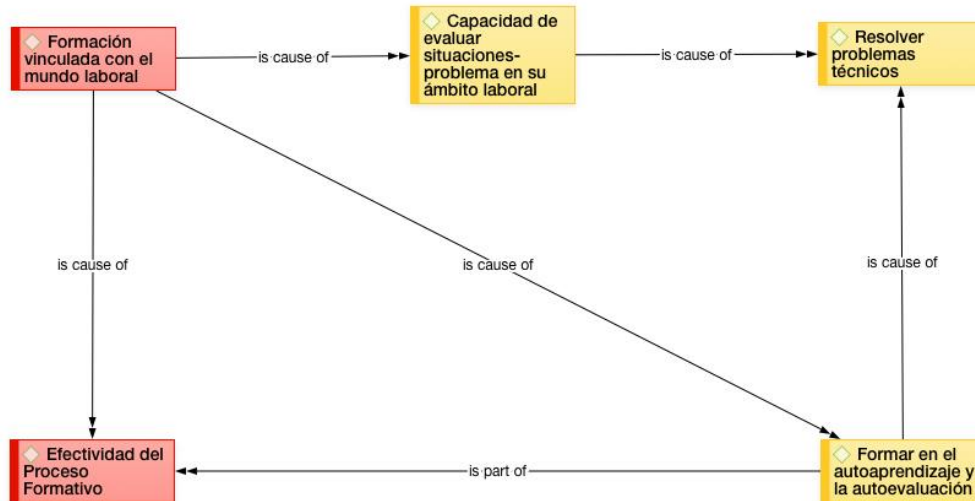 Formación
vinculada con el
mundo laboral
is cause of
Capacidad de
evaluar
situaciones-
problema en su
ámbito laboral
is cause of
Resolver
problemas
técnicos
is cause of
is cause of
is cause of
Efectividad del
Proceso
Formativo
is part of
Formar en el
autoaprendizaje y
la autoevaluación